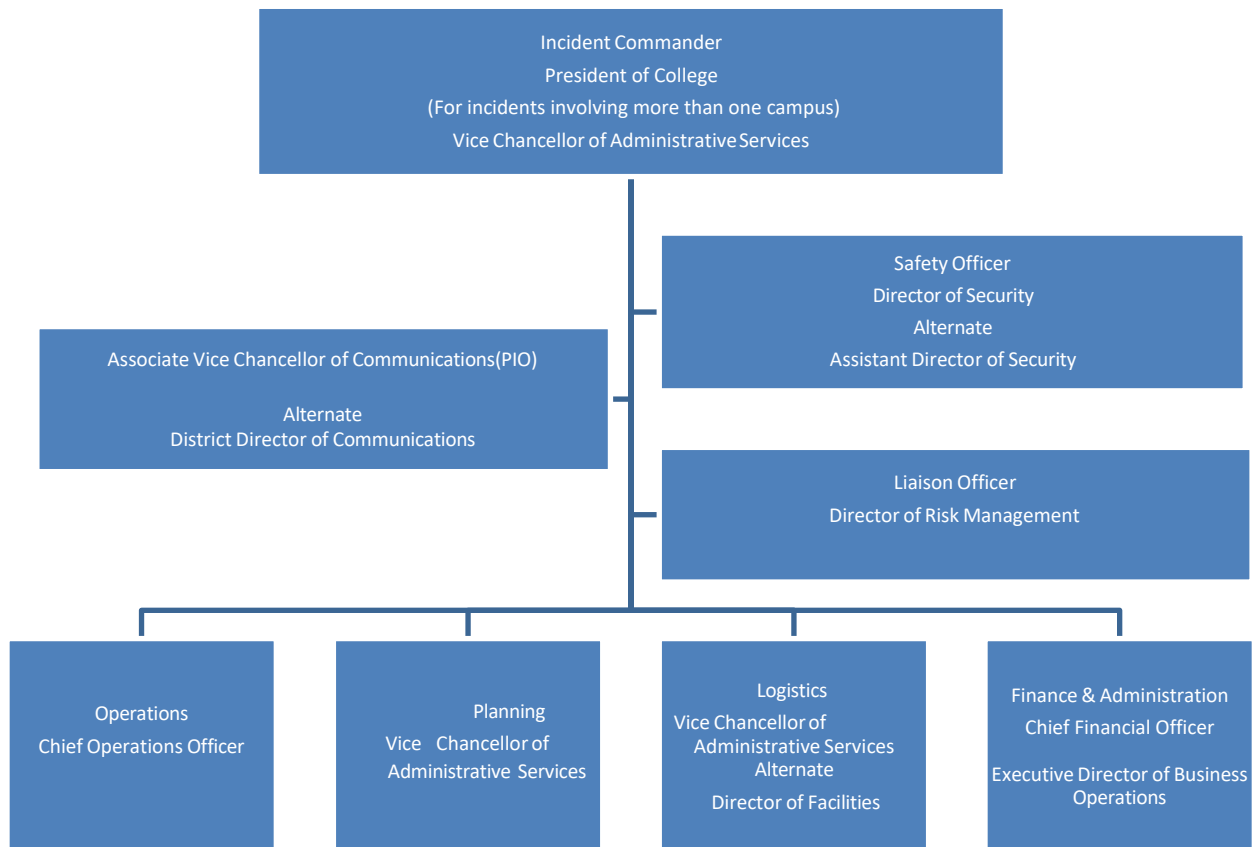 Incident Commander
President of College
(For incidents involving more than one campus)
Vice Chancellor of Administrative Services
Safety Officer
Director of Security
Alternate
Assistant Director of Security
Associate Vice Chancellor of Communications(PIO)
Alternate
District Director of Communications
Liaison Officer
Director of Risk Management
Operations
Chief Operations Officer
Planning
Vice Chancellor of
Administrative Services
Logistics
Vice Chancellor of
Administrative Services
Alternate
Director of Facilities
Finance & Administration
Chief Financial Officer
Executive Director of Business
Operations